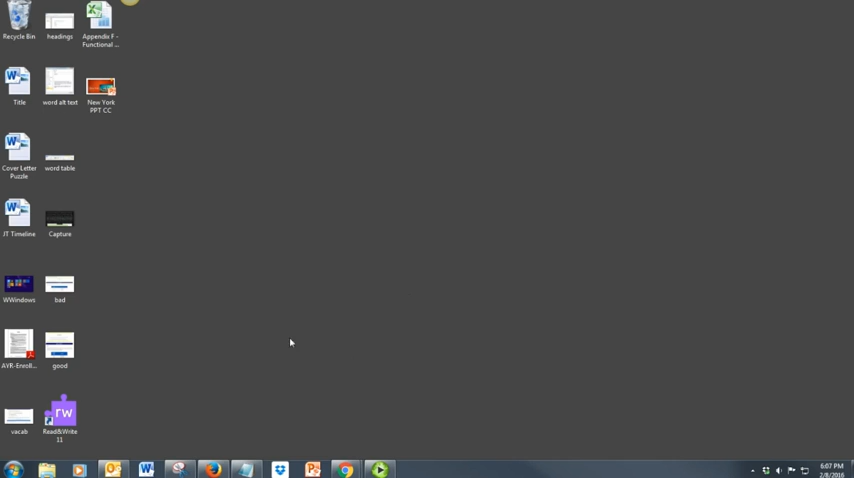 Recycle Bin
headings
Appendix F -
Functional ...
Title
word alt text
New York
PPT CC
Cover Letter
Puzzle
word table
JT Timeline
Capture
WWindows
bad
AYR-Enroll...
good
vacab
rw
Read&Write
11
6:07 PM
2/8/2016